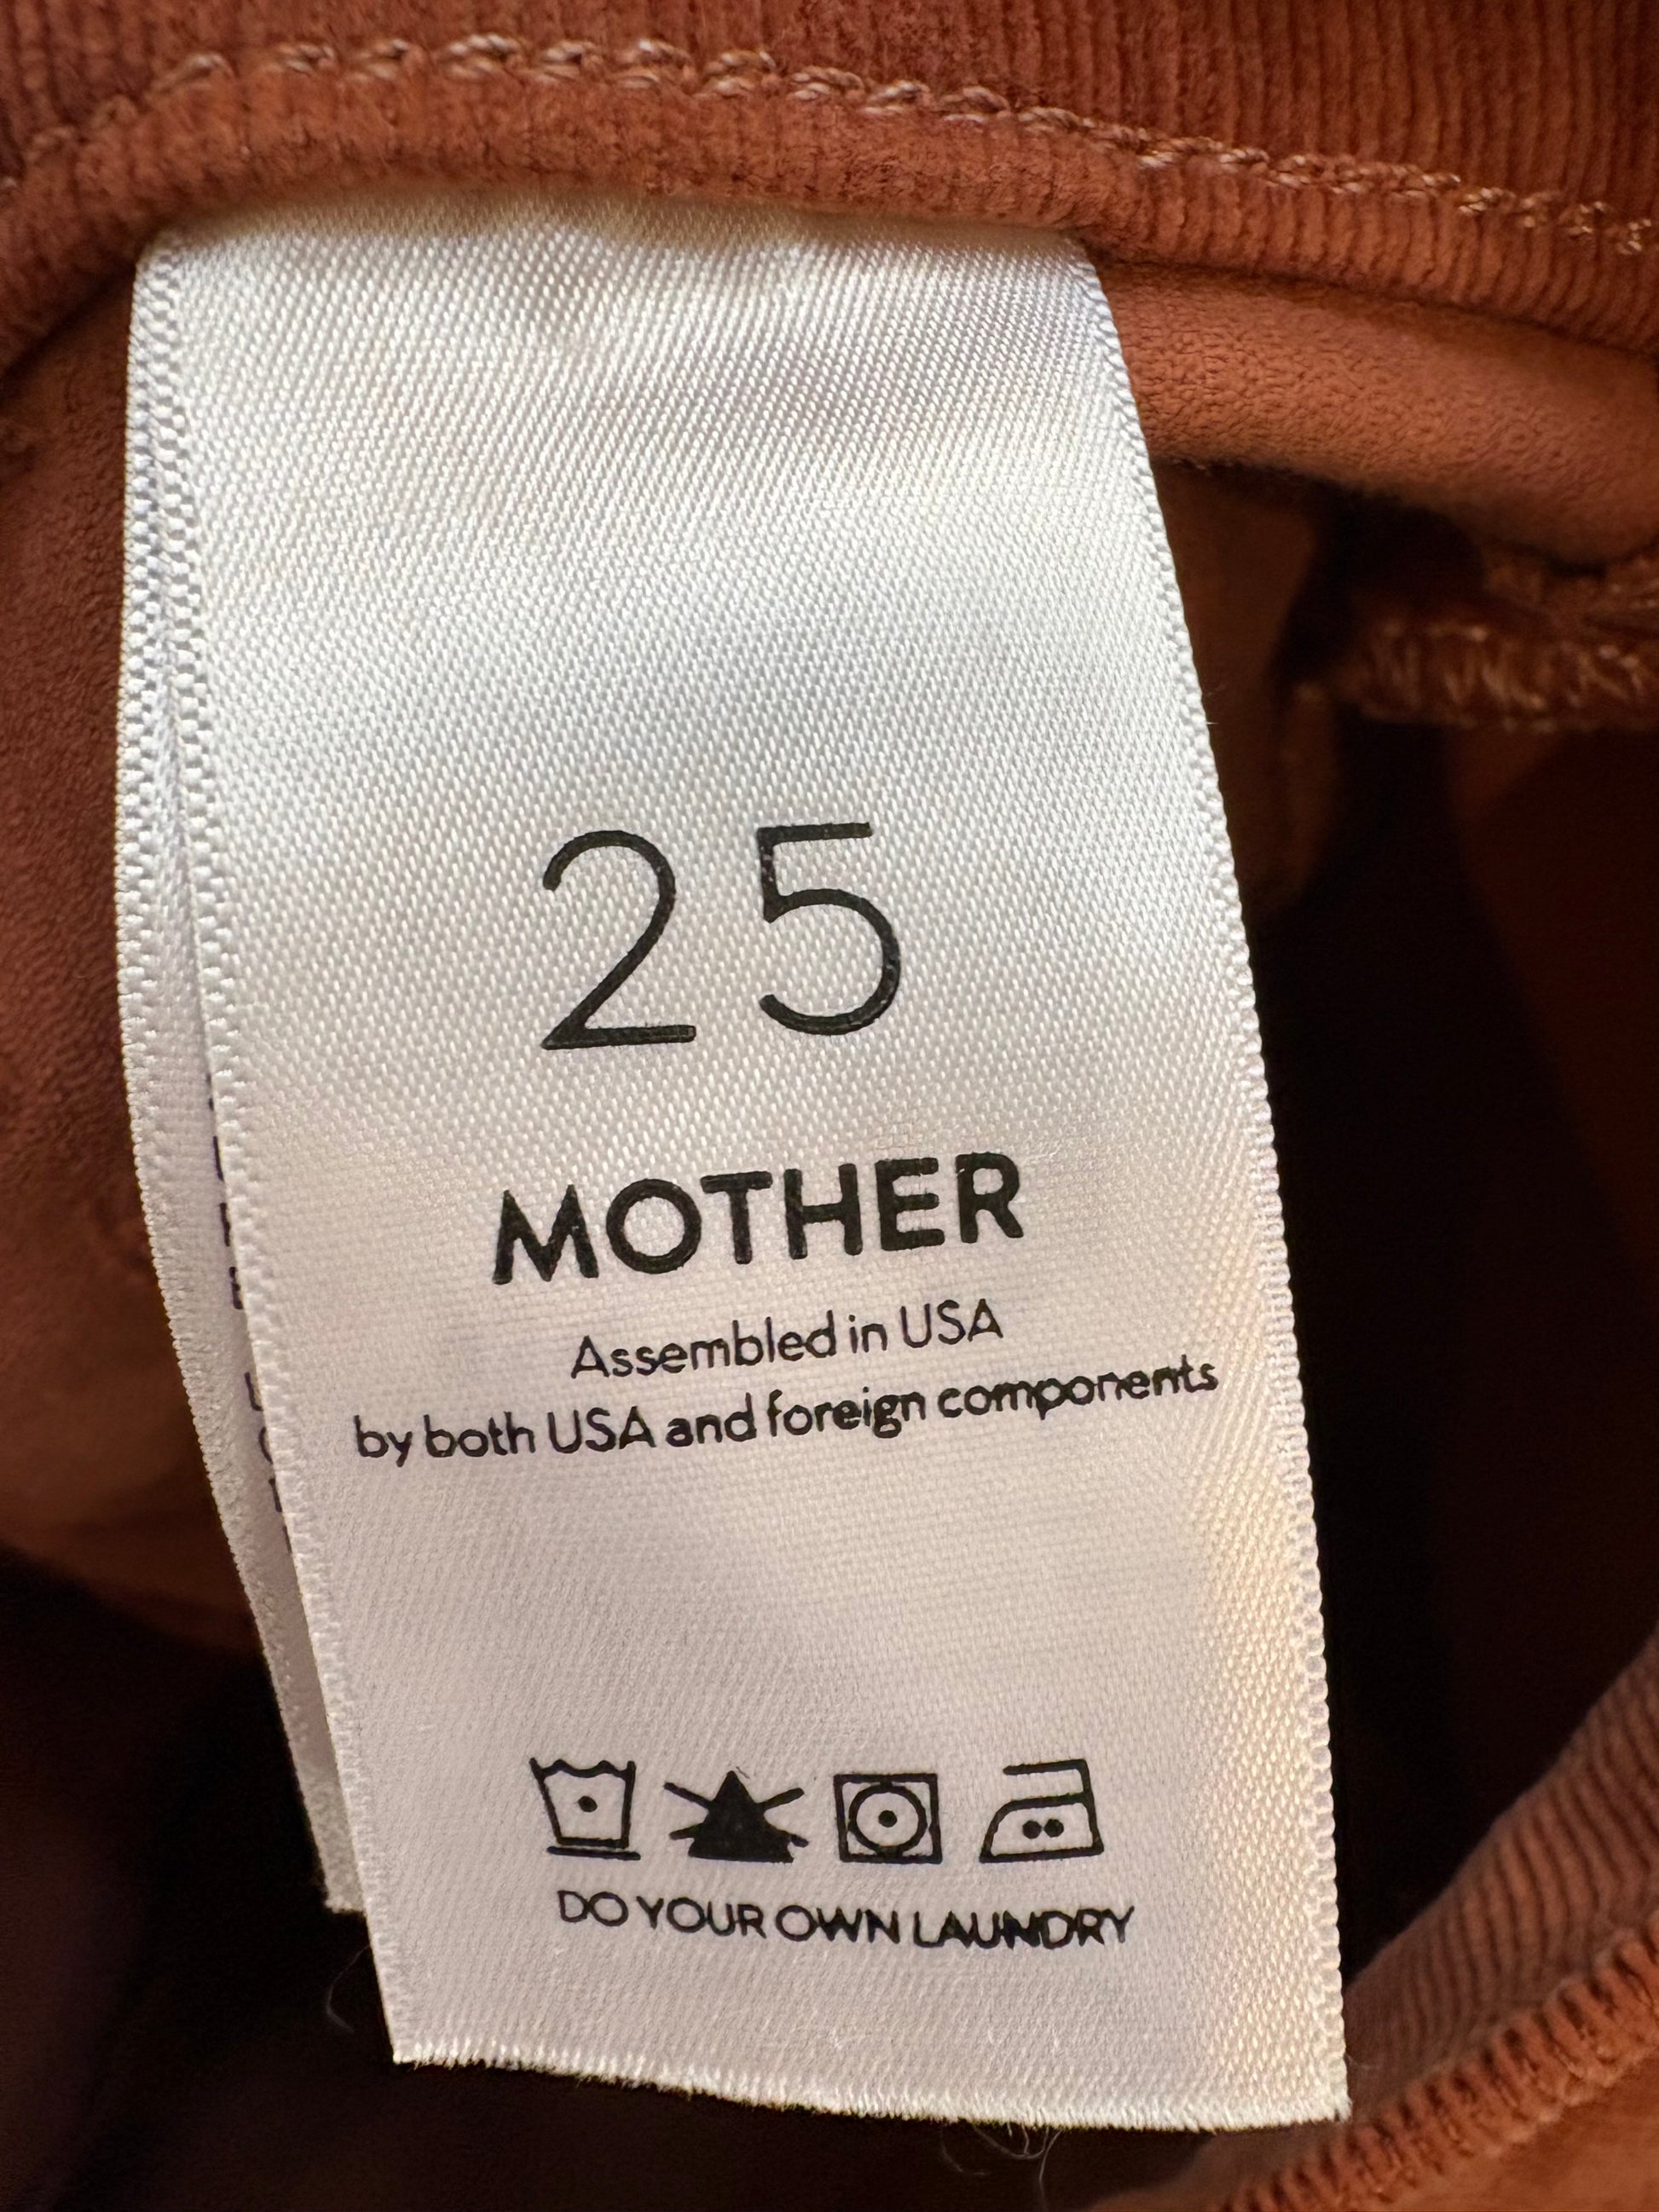 25
MOTHER
Assembled in USA
by both USA and foreign components
DO YOUR OWN LAUNDRY